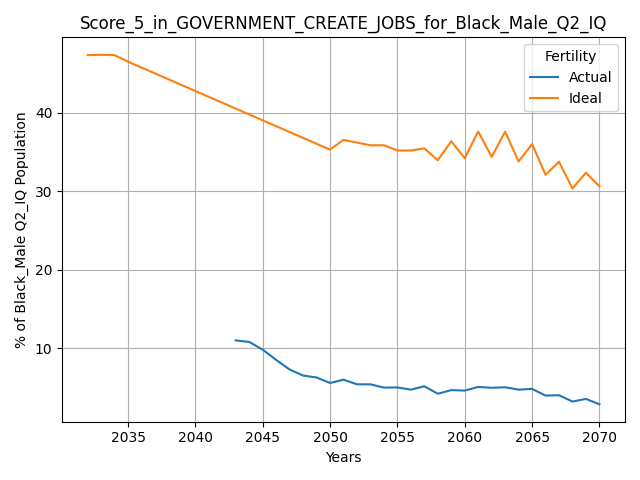 Score_5_in_GOVERNMENT_CREATE_JOBS_for_Black_Male_Q2_IQ
Fertility
Actual
Ideal
% of Black_Male Q2_IQ Population
40
30
20
10
2035 2040 2045 2050 2055 2060 2065 2070
Years